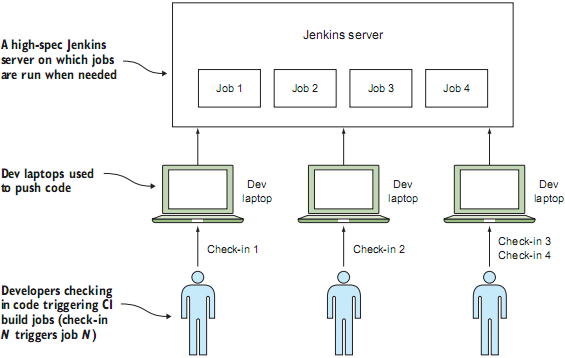 Jenkins server
A high-spec Jenkins
server on which jobs
are run when needed
Job 1
Job 2
Job 3
Job 4
Dev laptops used
to push code
Dev
laptop
Dev
laptop
Dev
laptop
Check-in 1
Check-in 2
Check-in 3
Check-in 4
Developers checking
in code triggering CI
build jobs (check-in
N triggers job N)